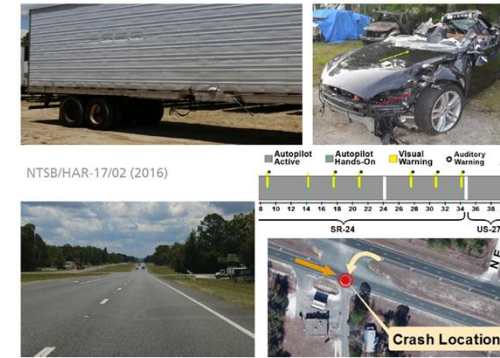 Autopilot Active
Autopilot Hands-On
Visual Warning
Auditory Warning
NTSB/HAR-17/02 (2016)
8 10 12 14 16 18 20 22 24 26 28 30 32 34 36 38
SR-24
US-27
NE
Crash Location